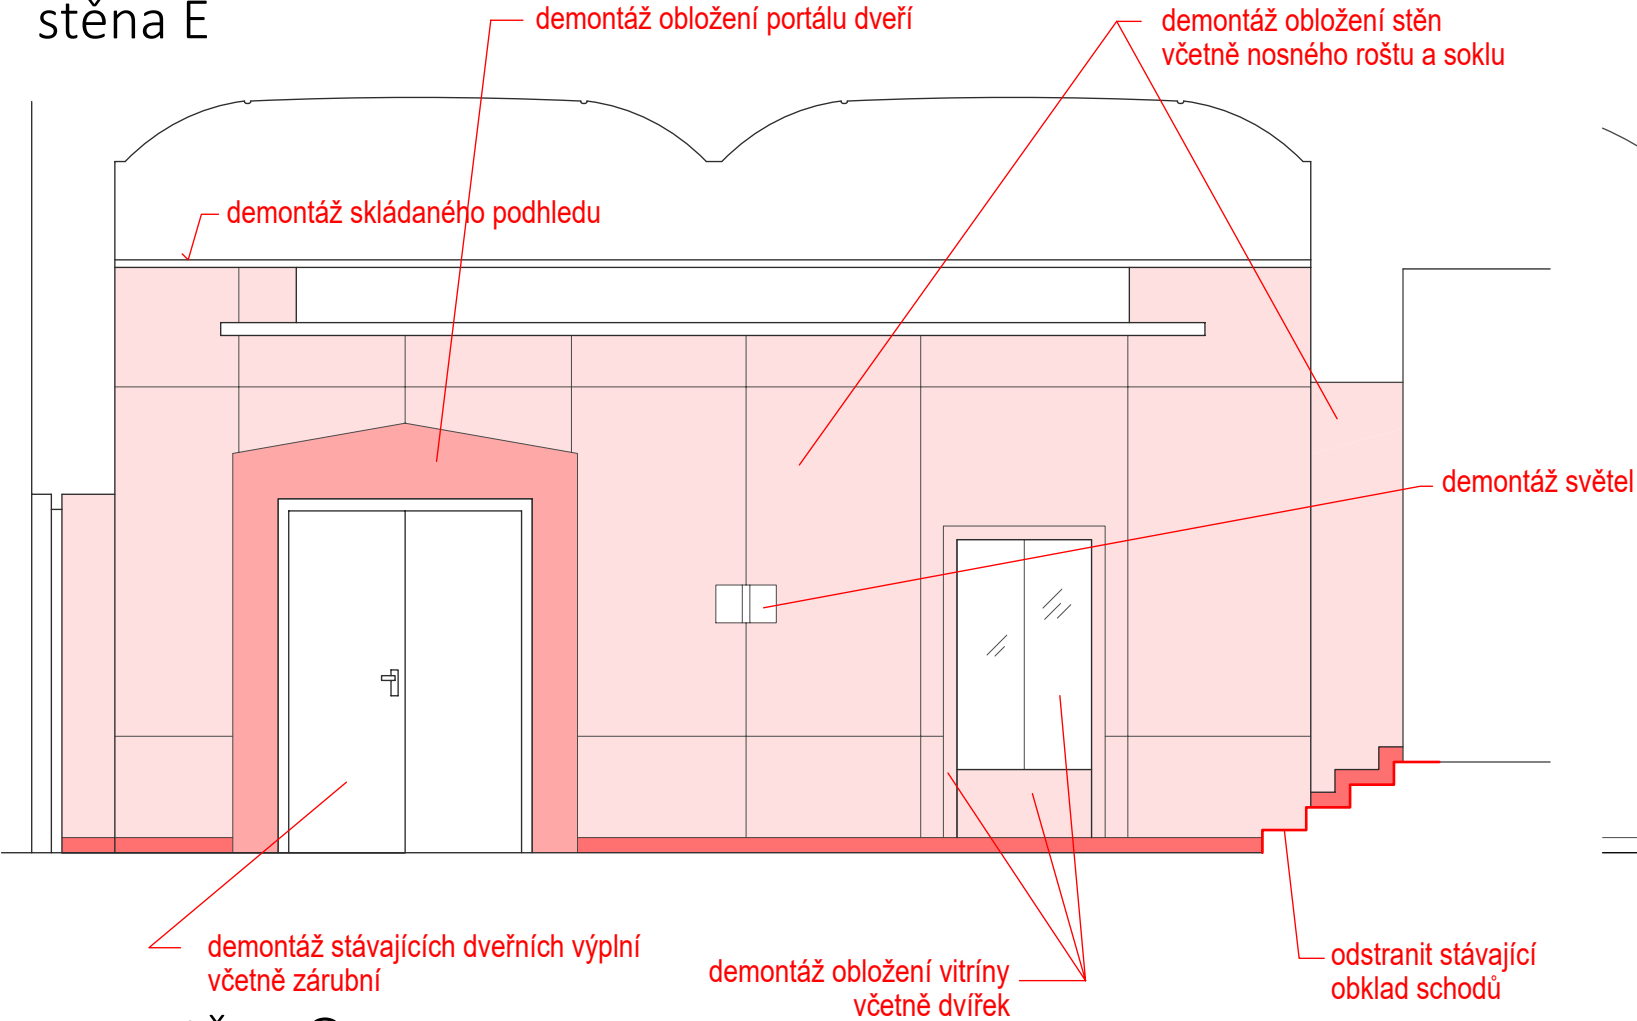 stěna E
demontáž obložení portálu dveří
demontáž obložení stěn
včetně nosného roštu a soklu
demontáž skládaného podhledu
demontáž světel
demontáž stávajících dveřních výplní
včetně zárubní
demontáž obložení vitríny
včetně dvířek
odstranit stávající
obklad schodů